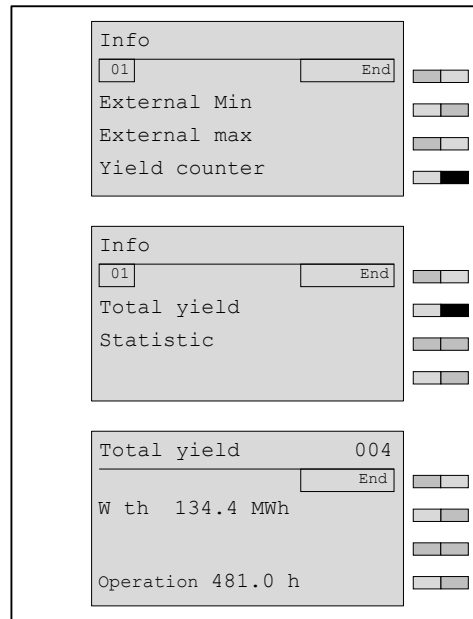 Info
01 End
External Min
External max
Yield counter
Info
01 End
Total yield
Statistic
Total yield 004
End
W th 134.4 MWh
Operation 481.0 h